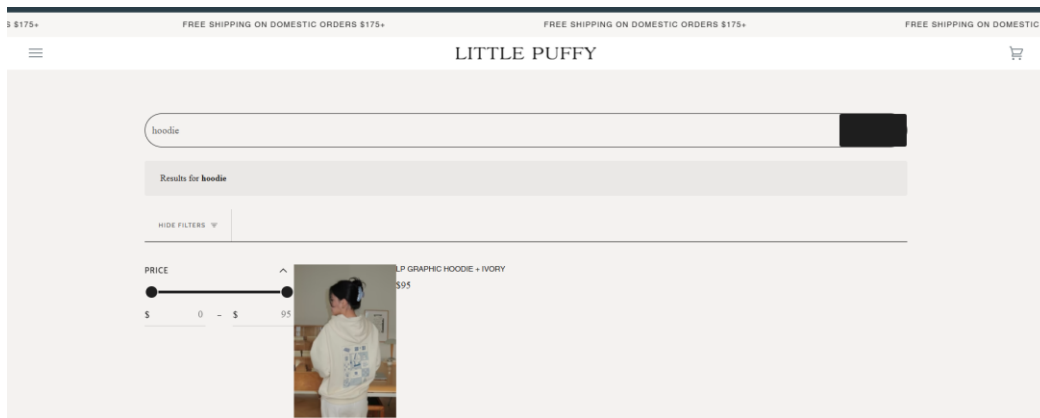 S $175+ FREE SHIPPING ON DOMESTIC ORDERS $175+ FREE SHIPPING ON DOMESTIC ORDERS $175+ FREE SHIPPING ON DOMESTIC
LITTLE PUFFY
hoodie
Results for hoodie
HIDE FILTERS
PRICE
$ 0 – $ 95
LP GRAPHIC HOODIE + IVORY
$95